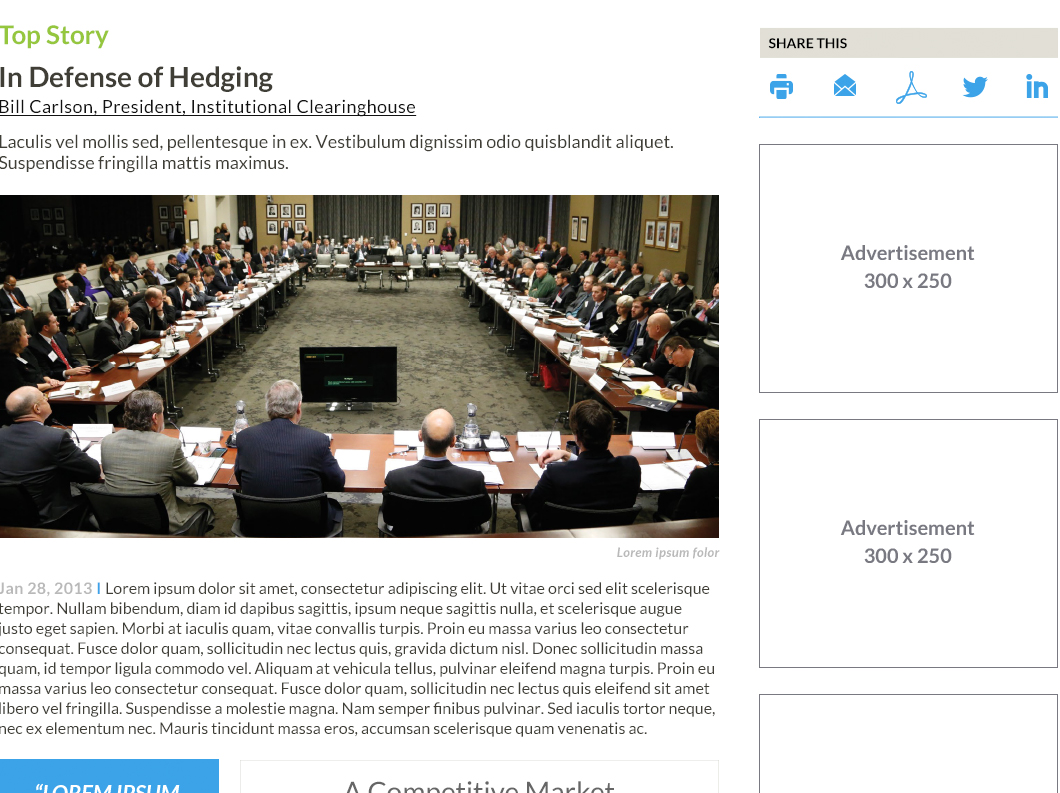 Top Story
In Defense of Hedging
Bill Carlson, President, Institutional Clearinghouse
Laculis vel mollis sed, pellentesque in ex. Vestibulum dignissim odio quisblandit aliquet.
Suspendisse fringilla mattis maximus.
Lorem ipsum folor
Jan 28, 2013 | Lorem ipsum dolor sit amet, consectetur adipiscing elit. Ut vitae orci sed elit scelerisque
tempor. Nullam bibendum, diam id dapibus sagittis, ipsum neque sagittis nulla, et scelerisque augue
justo eget sapien. Morbi at iaculis quam, vitae convallis turpis. Proin eu massa varius leo consectetur
consequat. Fusce dolor quam, sollicitudin nec lectus quis, gravida dictum nisl. Donec sollicitudin massa
quam, id tempor ligula commodo vel. Aliquam at vehicula tellus, pulvinar eleifend magna turpis. Proin eu
massa varius leo consectetur consequat. Fusce dolor quam, sollicitudin nec lectus quis eleifend sit amet
libero vel fringilla. Suspendisse a molestie magna. Nam semper finibus pulvinar. Sed iaculis tortor neque,
nec ex elementum nec. Mauris tincidunt massa eros, accumsan scelerisque quam venenatis ac.
“LOREM IPSUM
A Competitive Market
SHARE THIS
Advertisement
300 x 250
Advertisement
300 x 250